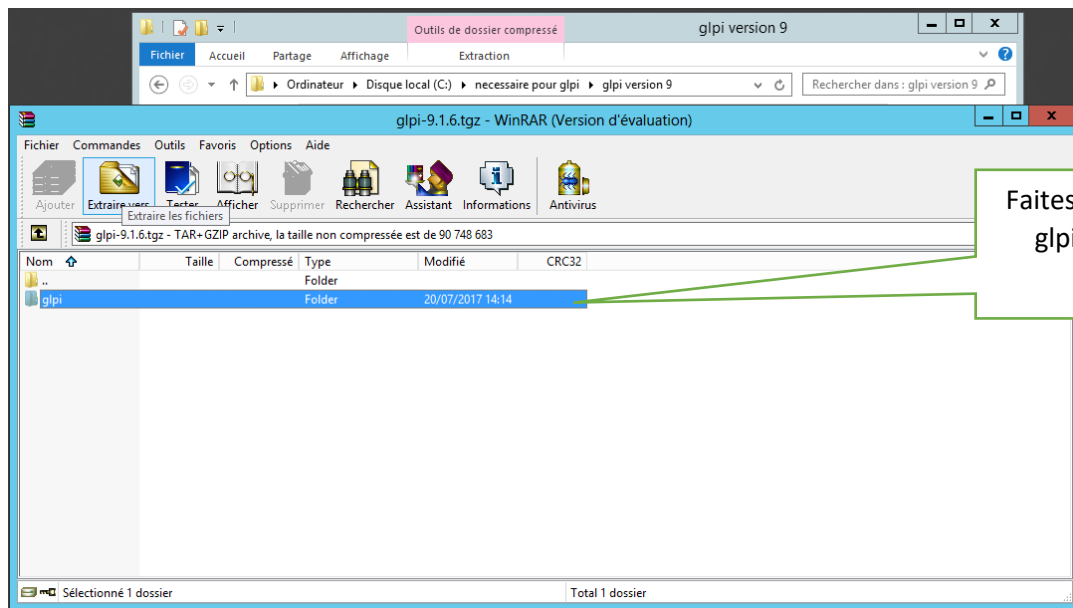 Outils de dossier compressé
glpi version 9
Fichier Accueil Partage Affichage Extraction
Ordinateur Disque local (C:) necessaire pour glpi glpi version 9
Rechercher dans : glpi version 9
glpi-9.1.6.tgz - WinRAR (Version d'évaluation)
Fichier Commandes Outils Favoris Options Aide
Ajouter Extraire vers Tester Afficher Supprimer Rechercher Assistant Informations Antivirus
Extraire les fichiers
glpi-9.1.6.tgz - TAR+GZIP archive, la taille non compressée est de 90 748 683
Nom Taille Compressé Type Modifié CRC32
.. Folder
glpi Folder 20/07/2017 14:14
Faites
glpi
Sélectionné 1 dossier
Total 1 dossier